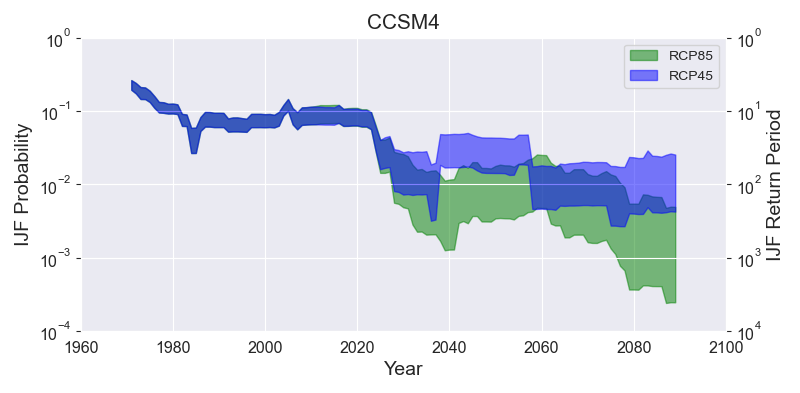 CCSM4
IJF Probability
10^0
10^-1
10^-2
10^-3
10^-4
1960 1980 2000 2020 2040 2060 2080 2100
Year
10^0
10^1
10^2
10^3
10^4
IJF Return Period
RCP85
RCP45